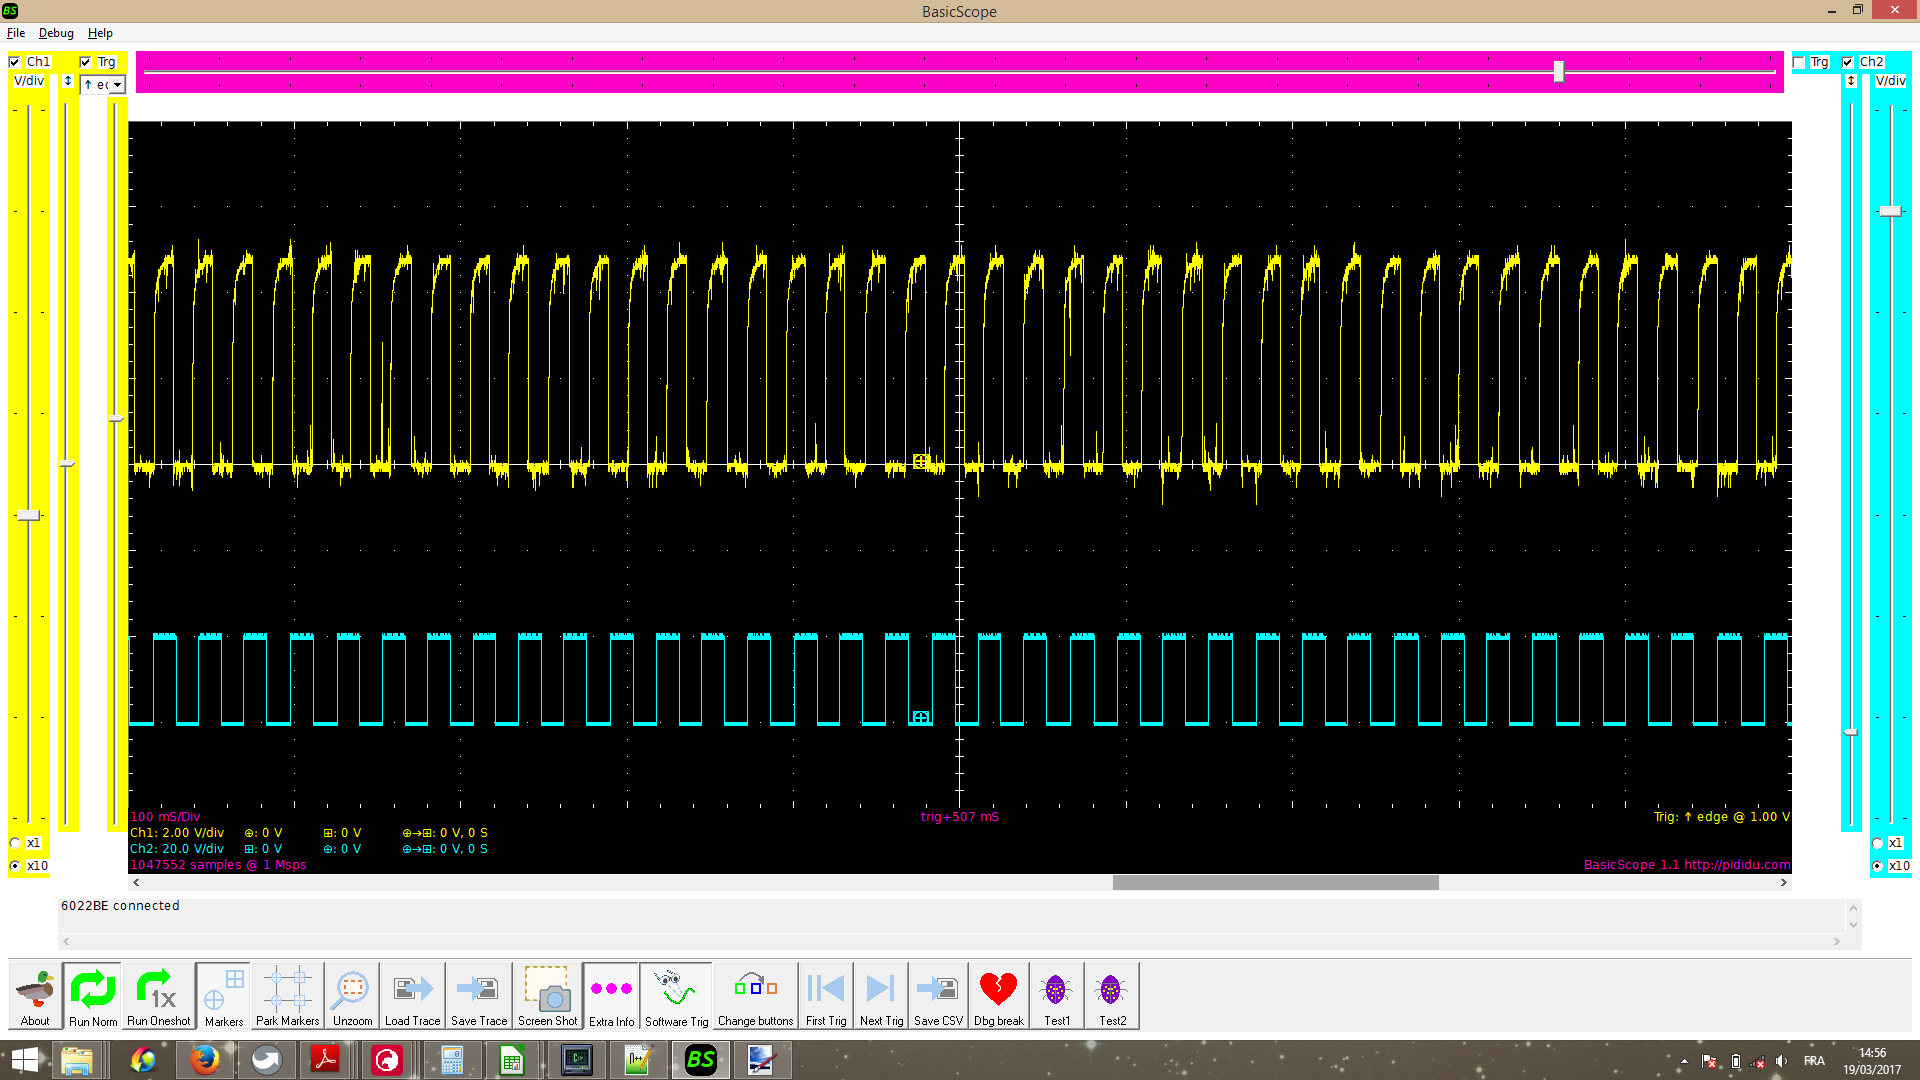 BS BasicScope
File Debug Help
Ch1 Trg
V/div
↑ ec
Trg Ch2
V/div
x1
x10
x1
x10
100 mS/Div trig+507 mS
Ch1: 2.00 V/div ⊕: 0 V ⊞: 0 V ⊕→⊞: 0 V, 0 S Trig: ↑ edge @ 1.00 V
Ch2: 20.0 V/div ⊞: 0 V ⊕: 0 V ⊕→⊞: 0 V, 0 S
1047552 samples @ 1 Msps BasicScope 1.1 http://pididu.com
6022BE connected
1x
About Run Norm Run Oneshot Markers Park Markers Unzoom Load Trace Save Trace Screen Shot Extra Info Software Trig Change buttons First Trig Next Trig Save CSV Dbg break Test1 Test2
BS
FRA
14:56
19/03/2017